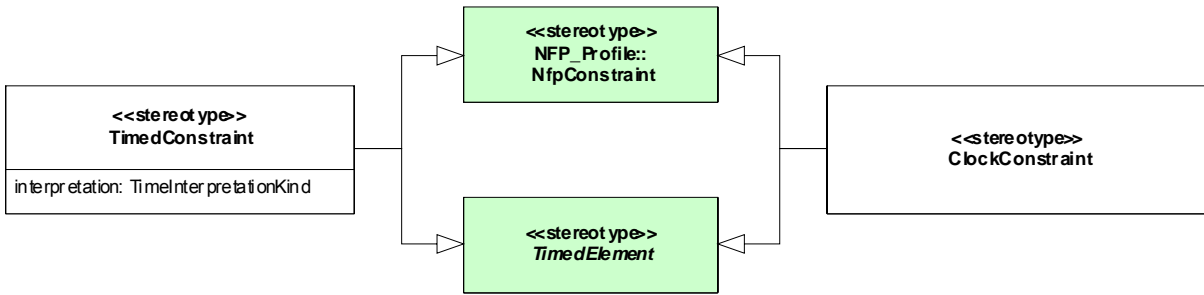 <<stereotype>>
NFP_Profile::
NfpConstraint
<<stereotype>>
TimedConstraint
interpretation: TimeInterpretationKind
<<stereotype>>
ClockConstraint
<<stereotype>>
TimedElement